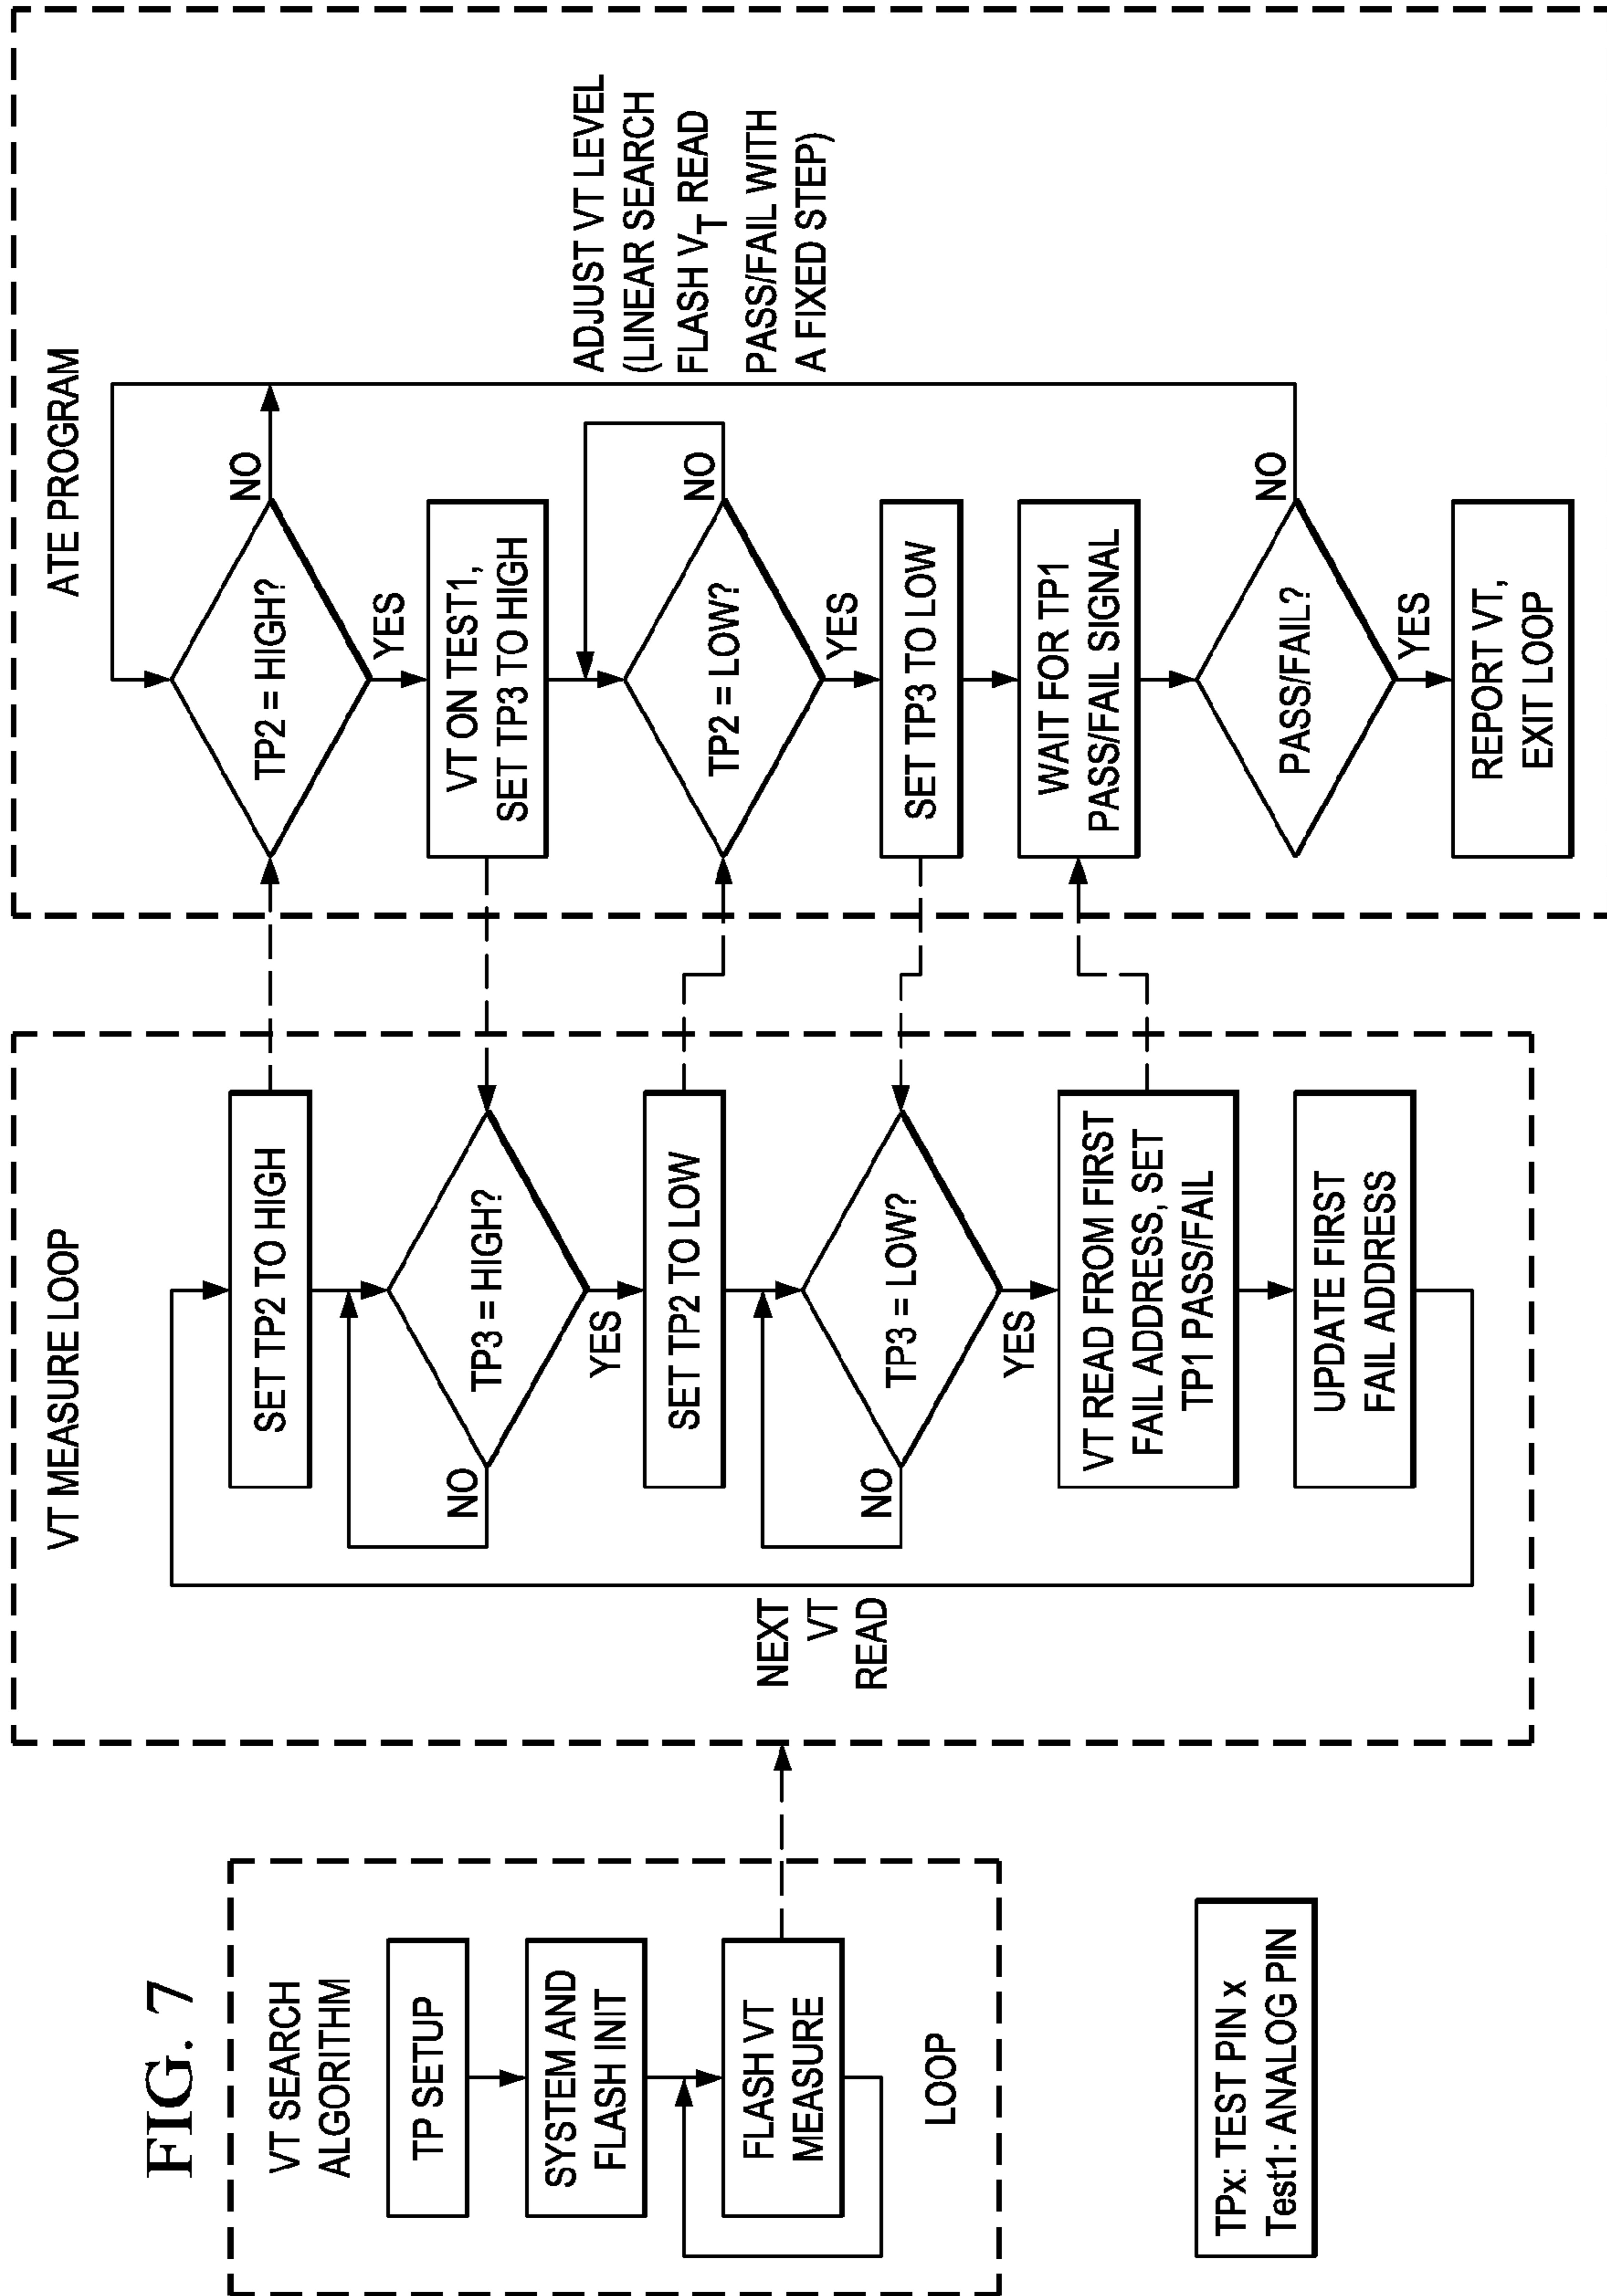 FIG. 7
VT SEARCH
ALGORITHM
TP SETUP
SYSTEM AND
FLASH INIT
FLASH VT
MEASURE
LOOP
TPx: TEST PIN x
Test1: ANALOG PIN
VT MEASURE LOOP
SET TP2 TO HIGH
TP3 = HIGH?
NO
YES
SET TP2 TO LOW
TP3 = LOW?
NO
YES
VT READ FROM FIRST
FAIL ADDRESS, SET
TP1 PASS/FAIL
UPDATE FIRST
FAIL ADDRESS
NEXT
VT
READ
ATE PROGRAM
TP2 = HIGH?
NO
YES
VT ON TEST1,
SET TP3 TO HIGH
TP2 = LOW?
NO
YES
SET TP3 TO LOW
WAIT FOR TP1
PASS/FAIL SIGNAL
PASS/FAIL?
NO
YES
REPORT VT,
EXIT LOOP
ADJUST VT LEVEL
(LINEAR SEARCH
FLASH VT READ
PASS/FAIL WITH
A FIXED STEP)